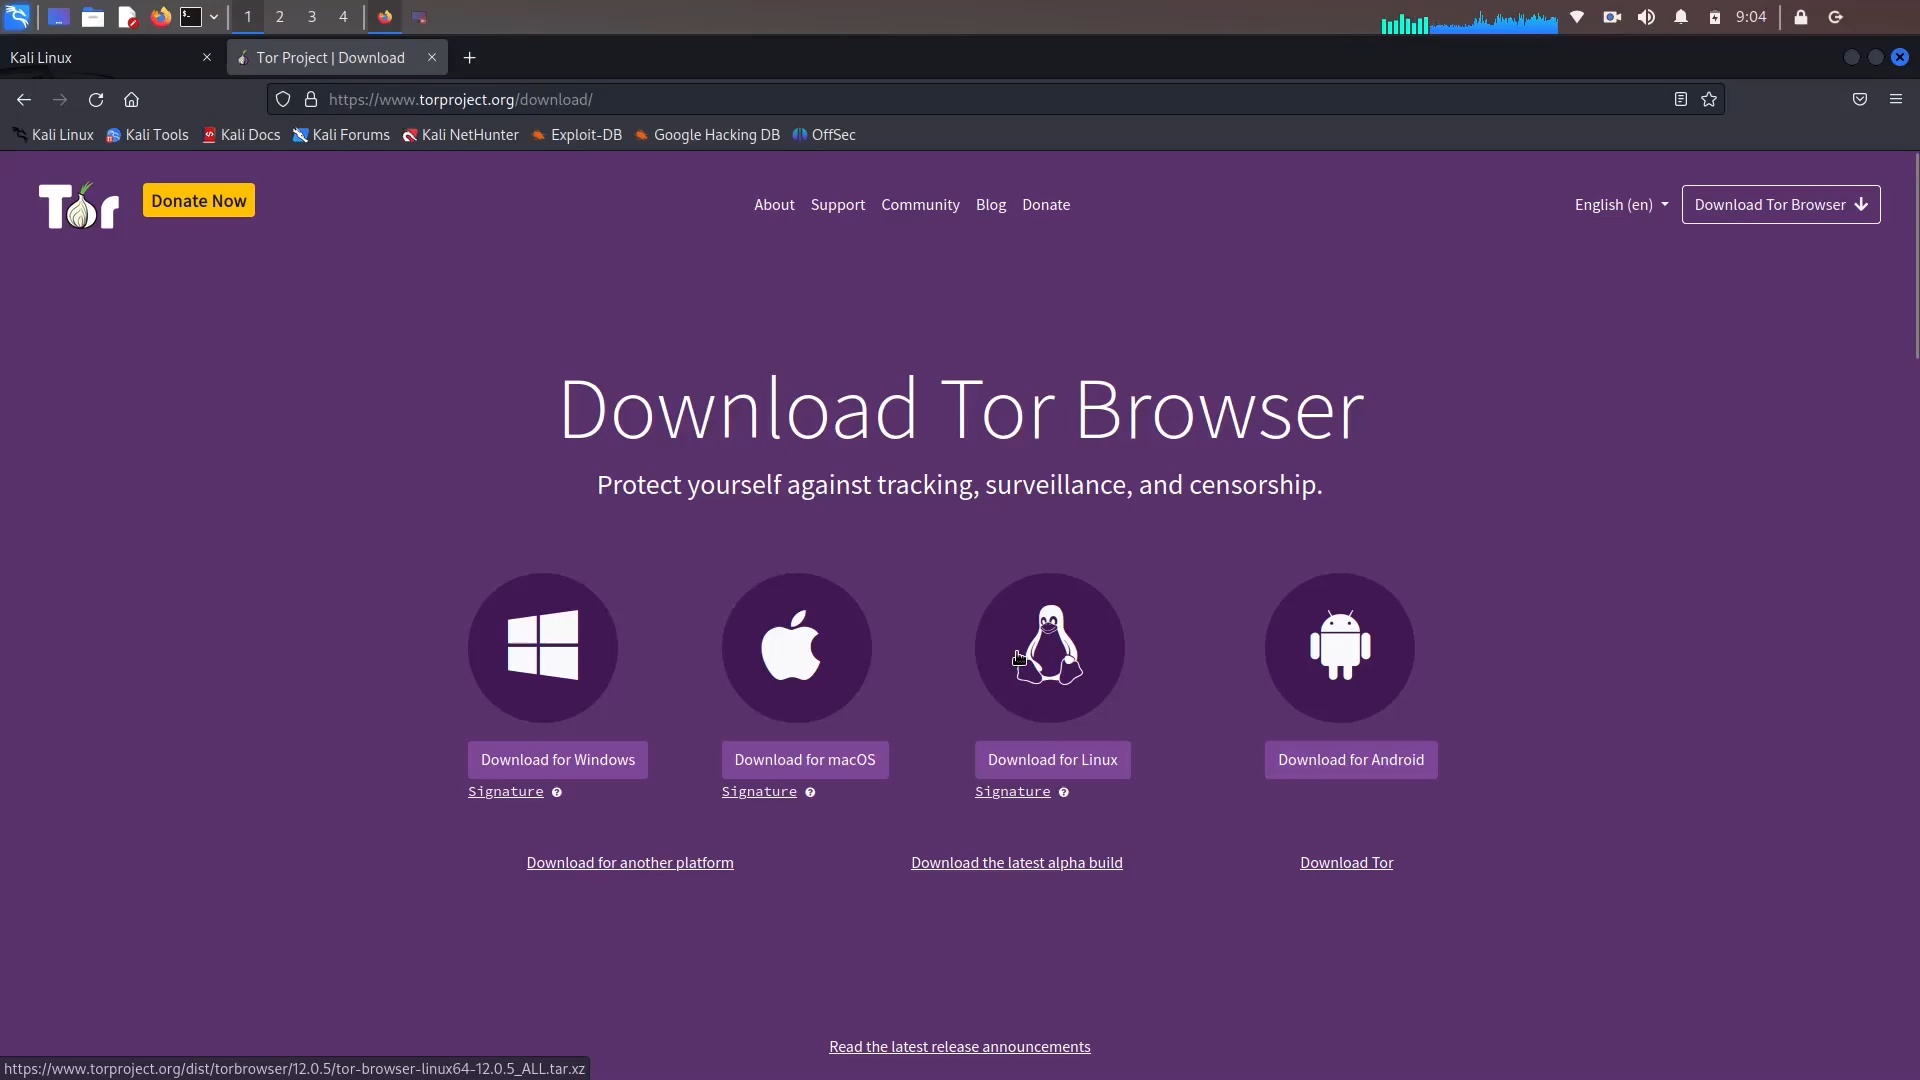 1 2 3 4 9:04
Kali Linux
Tor Project | Download
https://www.torproject.org/download/
Kali Linux Kali Tools Kali Docs Kali Forums Kali NetHunter Exploit-DB Google Hacking DB OffSec
Tor
Donate Now
About Support Community Blog Donate
English (en)
Download Tor Browser
Download Tor Browser
Protect yourself against tracking, surveillance, and censorship.
Download for Windows Download for macOS Download for Linux Download for Android
Signature ? Signature ? Signature ?
Download for another platform Download the latest alpha build Download Tor
Read the latest release announcements
https://www.torproject.org/dist/torbrowser/12.0.5/tor-browser-linux64-12.0.5_ALL.tar.xz